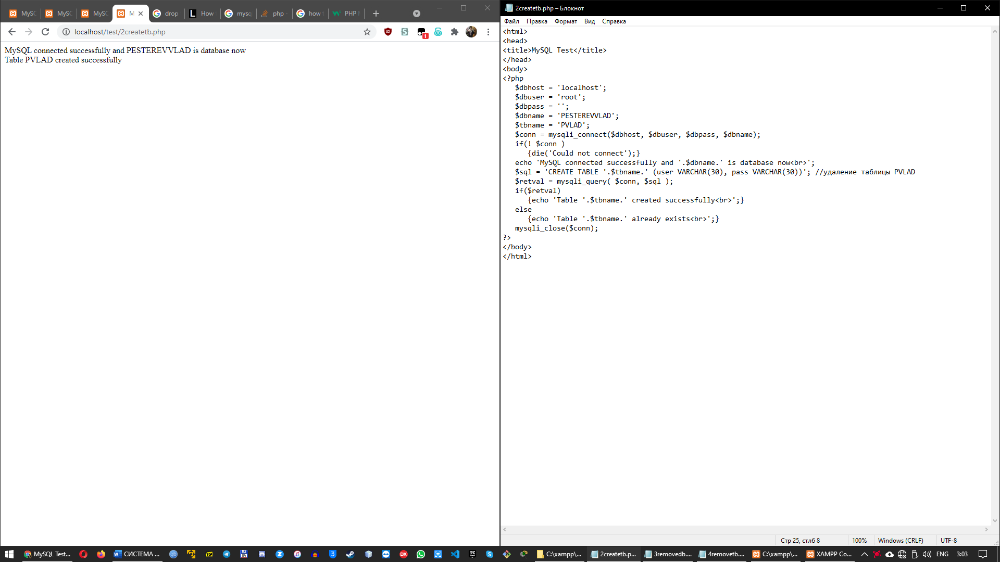 MySC
MySC
MySC
M
drop
How
mysq
php -
how t
PHP
localhost/test/2createtb.php
1
MySQL connected successfully and PESTEREVVLAD is database now
Table PVLAD created successfully
2createtb.php – Блокнот
Файл Правка Формат Вид Справка
<html>
<head>
<title>MySQL Test</title>
</head>
<body>
<?php
$dbhost = 'localhost';
$dbuser = 'root';
$dbpass = '';
$dbname = 'PESTEREVVLAD';
$tbname = 'PVLAD';
$conn = mysqli_connect($dbhost, $dbuser, $dbpass, $dbname);
if(! $conn )
{die('Could not connect');}
echo 'MySQL connected successfully and '.$dbname.' is database now<br>';
$sql = 'CREATE TABLE '.$tbname.' (user VARCHAR(30), pass VARCHAR(30))'; //удаление таблицы PVLAD
$retval = mysqli_query( $conn, $sql );
if($retval)
{echo 'Table '.$tbname.' created successfully<br>';}
else
{echo 'Table '.$tbname.' already exists<br>';}
mysqli_close($conn);
?>
</body>
</html>
Стр 25, стлб 8
100%
Windows (CRLF)
UTF-8
MySQL Test...
СИСТЕМА ...
C:\xampp\...
2createtb.p...
3removedb....
4removetb....
C:\xampp\...
XAMPP Co...
ENG
3:03